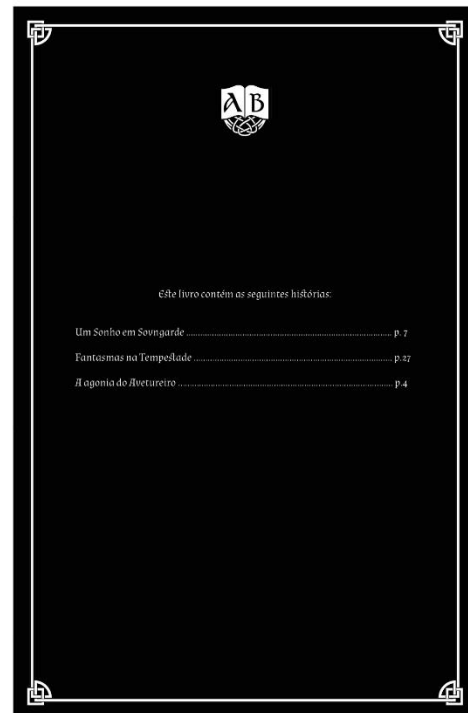 AB
Este livro contém as seguintes histórias:
Um Sonho em Sovngarde ........ p. 7
Fantasmas na Tempestade ........ p.27
A agonia do Avetureiro ........ p.4